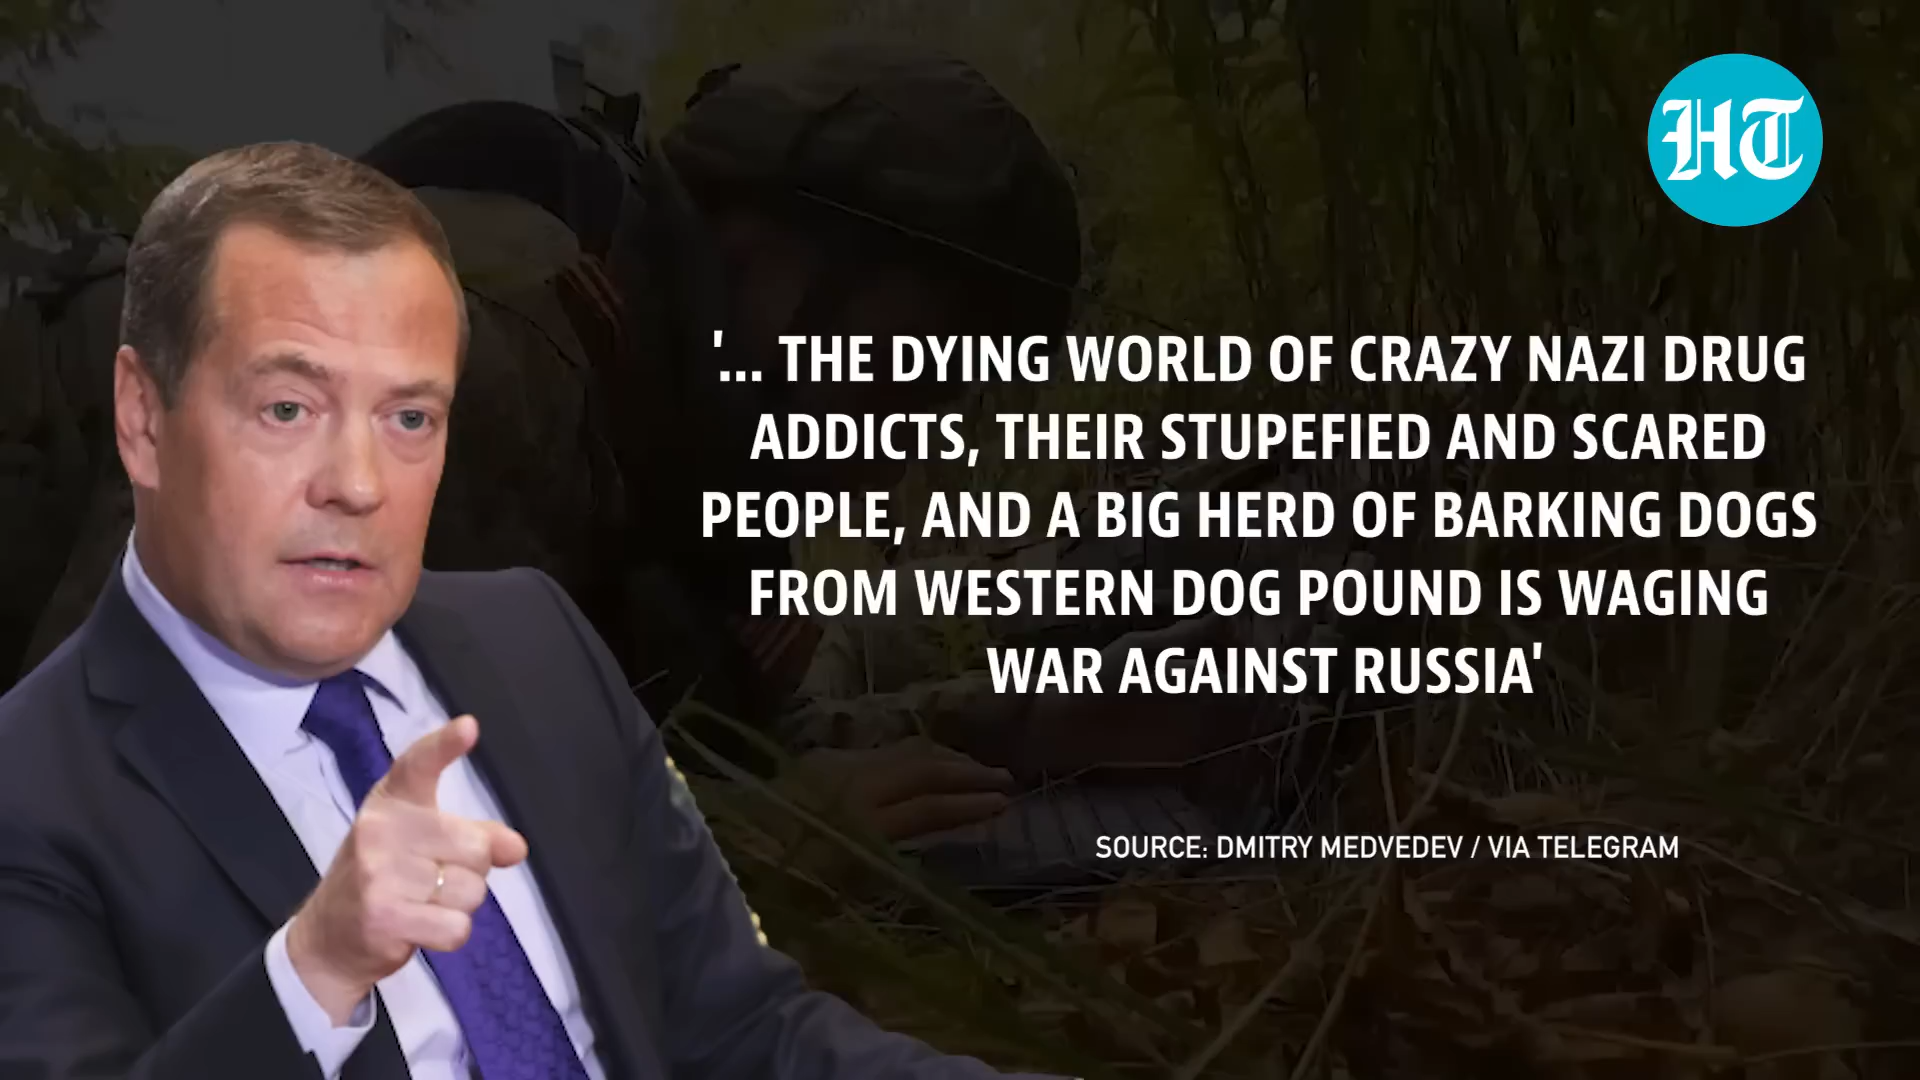 HT
'... THE DYING WORLD OF CRAZY NAZI DRUG
ADDICTS, THEIR STUPEFIED AND SCARED
PEOPLE, AND A BIG HERD OF BARKING DOGS
FROM WESTERN DOG POUND IS WAGING
WAR AGAINST RUSSIA'
SOURCE: DMITRY MEDVEDEV / VIA TELEGRAM